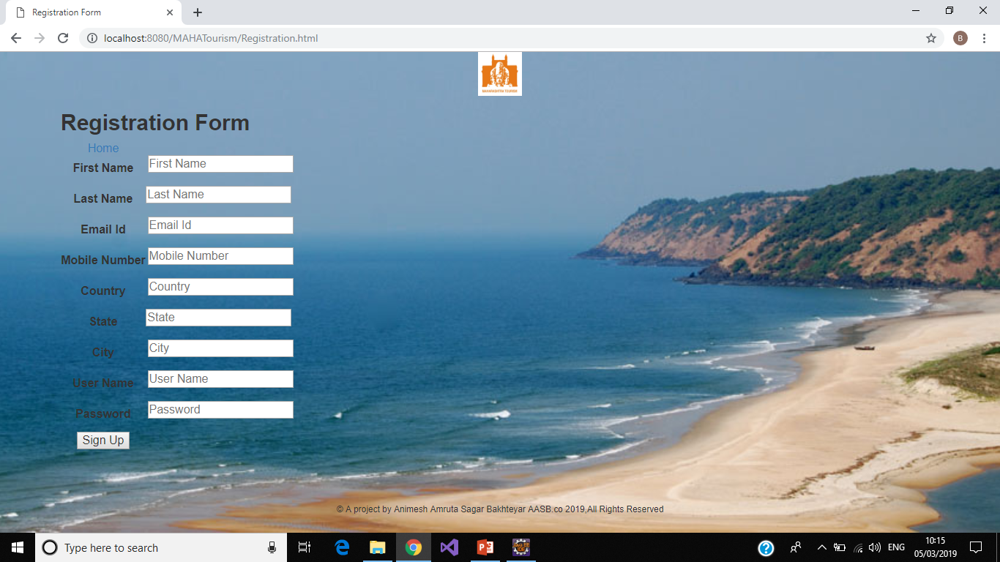 Registration Form
localhost:8080/MAHATourism/Registration.html
B
Registration Form
Home
First Name First Name
Last Name Last Name
Email Id Email Id
Mobile Number Mobile Number
Country Country
State State
City City
User Name User Name
Password Password
Sign Up
© A project by Animesh Amruta Sagar Bakhteyar AASB.co 2019,All Rights Reserved
Type here to search
ENG
10:15
05/03/2019